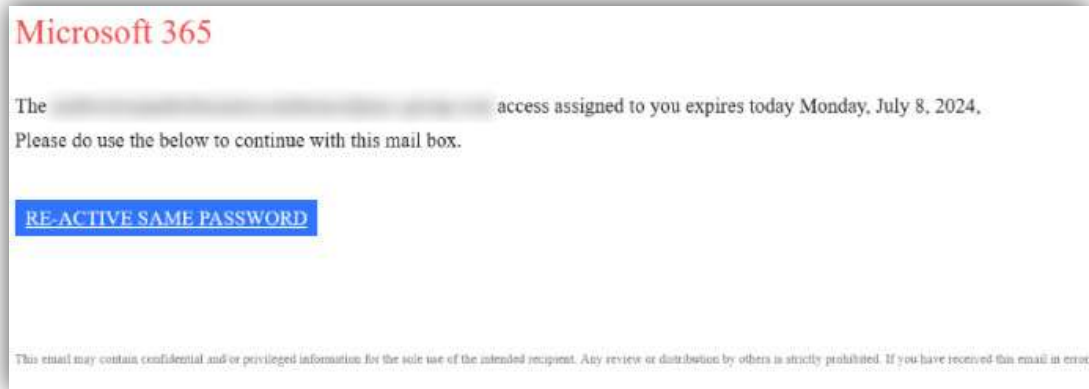 Microsoft 365
The access assigned to you expires today Monday, July 8, 2024,
Please do use the below to continue with this mail box.
RE-ACTIVE SAME PASSWORD
This email may contain confidential and/or privileged information for the sole use of the intended recipient. Any review or distribution by others is strictly prohibited. If you have received this email in error